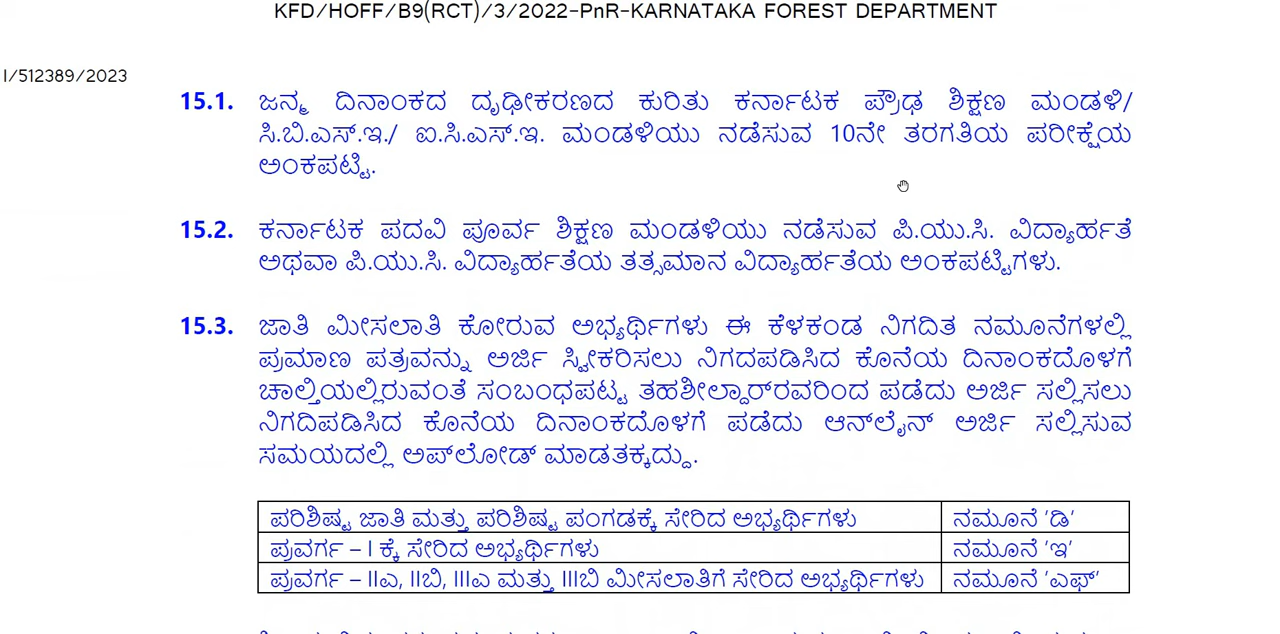 KFD/HOFF/B9(RCT)/3/2022-PnR-KARNATAKA FOREST DEPARTMENT
I/512389/2023
15.1. ಜನ್ಮ ದಿನಾಂಕದ ದೃಢೀಕರಣದ ಕುರಿತು ಕರ್ನಾಟಕ ಪ್ರೌಢ ಶಿಕ್ಷಣ ಮಂಡಳಿ/
ಸಿ.ಬಿ.ಎಸ್.ಇ./ ಐ.ಸಿ.ಎಸ್.ಇ. ಮಂಡಳಿಯು ನಡೆಸುವ 10ನೇ ತರಗತಿಯ ಪರೀಕ್ಷೆಯ
ಅಂಕಪಟ್ಟಿ.
15.2. ಕರ್ನಾಟಕ ಪದವಿ ಪೂರ್ವ ಶಿಕ್ಷಣ ಮಂಡಳಿಯು ನಡೆಸುವ ಪಿ.ಯು.ಸಿ. ವಿದ್ಯಾರ್ಹತೆ
ಅಥವಾ ಪಿ.ಯು.ಸಿ. ವಿದ್ಯಾರ್ಹತೆಯ ತತ್ಸಮಾನ ವಿದ್ಯಾರ್ಹತೆಯ ಅಂಕಪಟ್ಟಿಗಳು.
15.3. ಜಾತಿ ಮೀಸಲಾತಿ ಕೋರುವ ಅಭ್ಯರ್ಥಿಗಳು ಈ ಕೆಳಕಂಡ ನಿಗದಿತ ನಮೂನೆಗಳಲ್ಲಿ
ಪ್ರಮಾಣ ಪತ್ರವನ್ನು ಅರ್ಜಿ ಸ್ವೀಕರಿಸಲು ನಿಗದಪಡಿಸಿದ ಕೊನೆಯ ದಿನಾಂಕದೊಳಗೆ
ಚಾಲ್ತಿಯಲ್ಲಿರುವಂತೆ ಸಂಬಂಧಪಟ್ಟ ತಹಶೀಲ್ದಾರ್‌ರವರಿಂದ ಪಡೆದು ಅರ್ಜಿ ಸಲ್ಲಿಸಲು
ನಿಗದಿಪಡಿಸಿದ ಕೊನೆಯ ದಿನಾಂಕದೊಳಗೆ ಪಡೆದು ಆನ್‌ಲೈನ್ ಅರ್ಜಿ ಸಲ್ಲಿಸುವ
ಸಮಯದಲ್ಲಿ ಅಪ್‌ಲೋಡ್ ಮಾಡತಕ್ಕದ್ದು.
ಪರಿಶಿಷ್ಟ ಜಾತಿ ಮತ್ತು ಪರಿಶಿಷ್ಟ ಪಂಗಡಕ್ಕೆ ಸೇರಿದ ಅಭ್ಯರ್ಥಿಗಳು ನಮೂನೆ 'ಡಿ'
ಪ್ರವರ್ಗ – I ಕ್ಕೆ ಸೇರಿದ ಅಭ್ಯರ್ಥಿಗಳು ನಮೂನೆ 'ಇ'
ಪ್ರವರ್ಗ – IIಎ, IIಬಿ, IIIಎ ಮತ್ತು IIIಬಿ ಮೀಸಲಾತಿಗೆ ಸೇರಿದ ಅಭ್ಯರ್ಥಿಗಳು ನಮೂನೆ 'ಎಫ್'